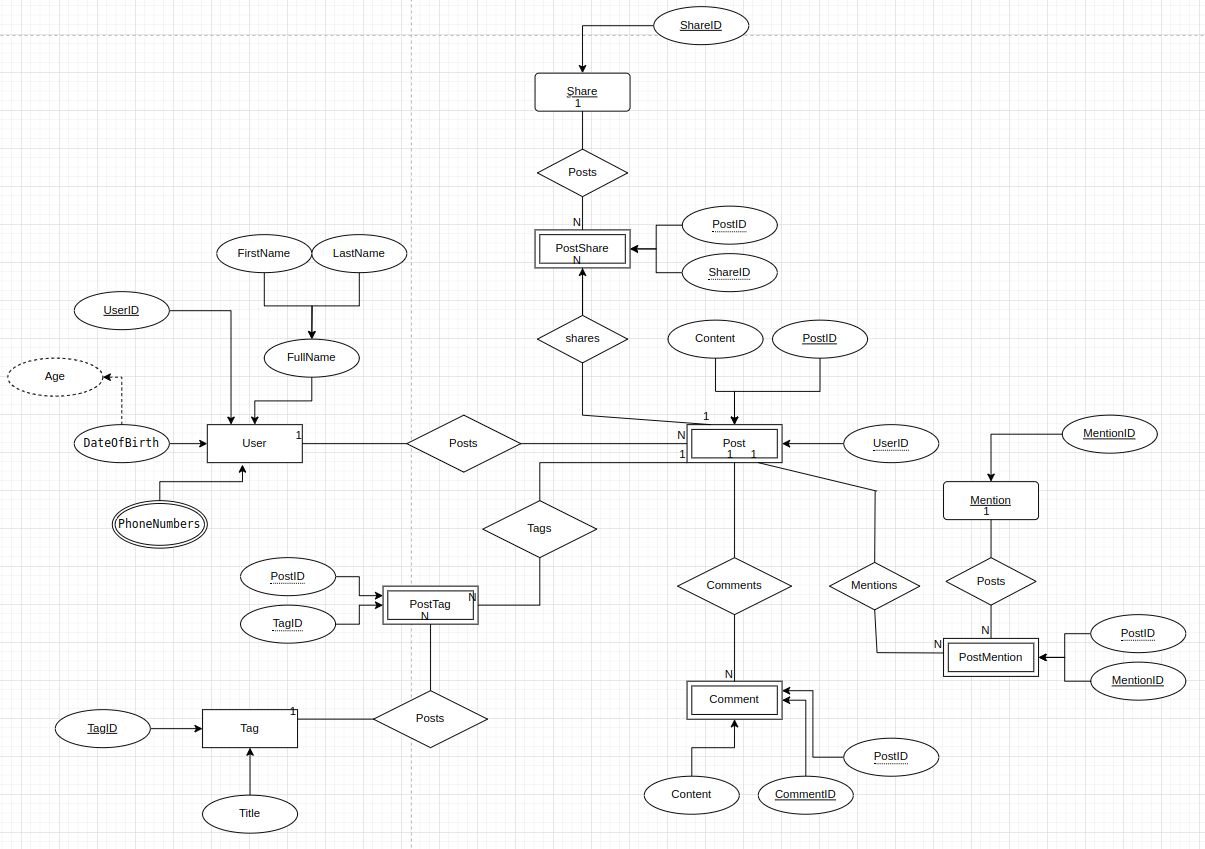 ShareID
Share
1
Posts
N
PostShare
N
PostID
ShareID
FirstName
LastName
UserID
FullName
Age
DateOfBirth
User
1
PhoneNumbers
shares
Content
PostID
1
Posts
N
Post
1
1
1
UserID
MentionID
Mention
1
Tags
PostID
TagID
PostTag
N
N
Comments
Mentions
Posts
N
N
PostMention
PostID
MentionID
N
Comment
TagID
Tag
1
Posts
PostID
Content
CommentID
Title